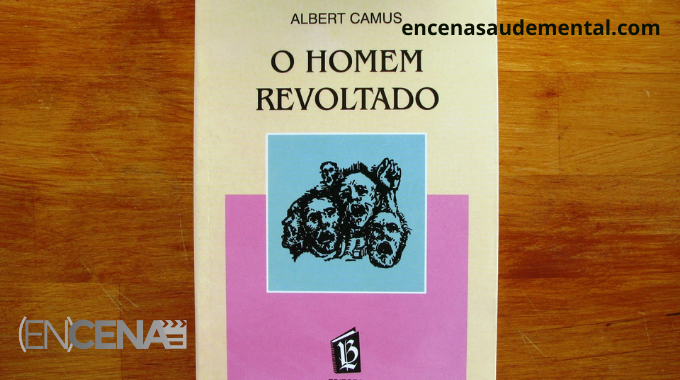 ALBERT CAMUS
encenasaudemental.com
O HOMEM
REVOLTADO
(EN)CENA
B